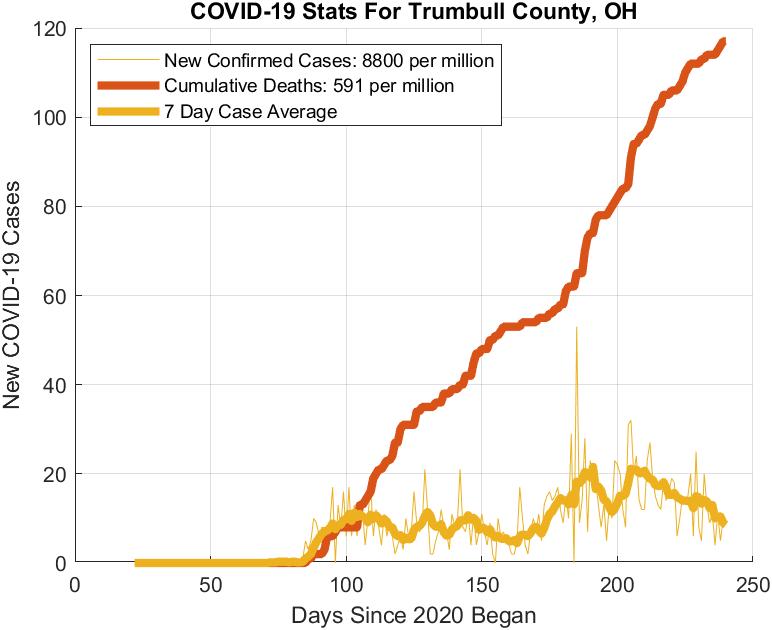 COVID-19 Stats For Trumbull County, OH
New Confirmed Cases: 8800 per million
Cumulative Deaths: 591 per million
7 Day Case Average
New COVID-19 Cases
120
100
80
60
40
20
0
0 50 100 150 200 250
Days Since 2020 Began